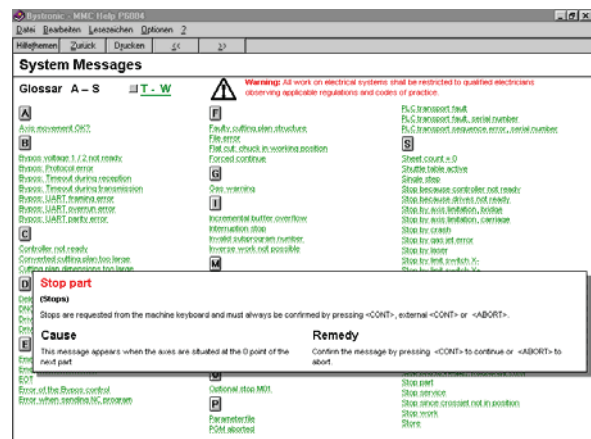 Bystronic - MMC Help P6004
Datei Bearbeiten Lesezeichen Optionen ?
Hilfethemen Zurück Drucken << >>
System Messages
Glossar A – S
T - W
Warning: All work on electrical systems shall be restricted to qualified electricians
observing applicable regulations and codes of practice.
A
Axis movement OK?
B
Bypos voltage 1 / 2 not ready
Bypos: Protocol error
Bypos: Timeout during reception
Bypos: Timeout during transmission
Bypos: UART framing error
Bypos: UART overrun error
Bypos: UART parity error
C
Controller not ready
Converted cutting plan too large
Cutting plan dimensions too large
D
E
EOT
Error of the Bypos control
Error when sending NC program
F
Faulty cutting plan structure
File error
Flat cut: chuck in working position
Forced continue
G
Gas warning
I
Incremental buffer overflow
Interruption stop
Invalid subprogram number
Inverse work not possible
M
Optional stop M01
P
Parameterfile
PGM aborted
PLC transport fault
PLC transport fault, serial number
PLC transport sequence error, serial number
S
Sheet count = 0
Shuttle table active
Single step
Stop because controller not ready
Stop because drives not ready
Stop by axis limitation, bridge
Stop by axis limitation, carriage
Stop by crash
Stop by gas jet error
Stop by laser
Stop by limit switch X-
Stop part
Stop service
Stop since crossjet not in position
Stop work
Store
Stop part
(Stops)
Stops are requested from the machine keyboard and must always be confirmed by pressing <CONT>, external <CONT> or <ABORT>.
Cause
This message appears when the axes are situated at the 0 point of the
next part
Remedy
Confirm the message by pressing <CONT> to continue or <ABORT> to
abort.